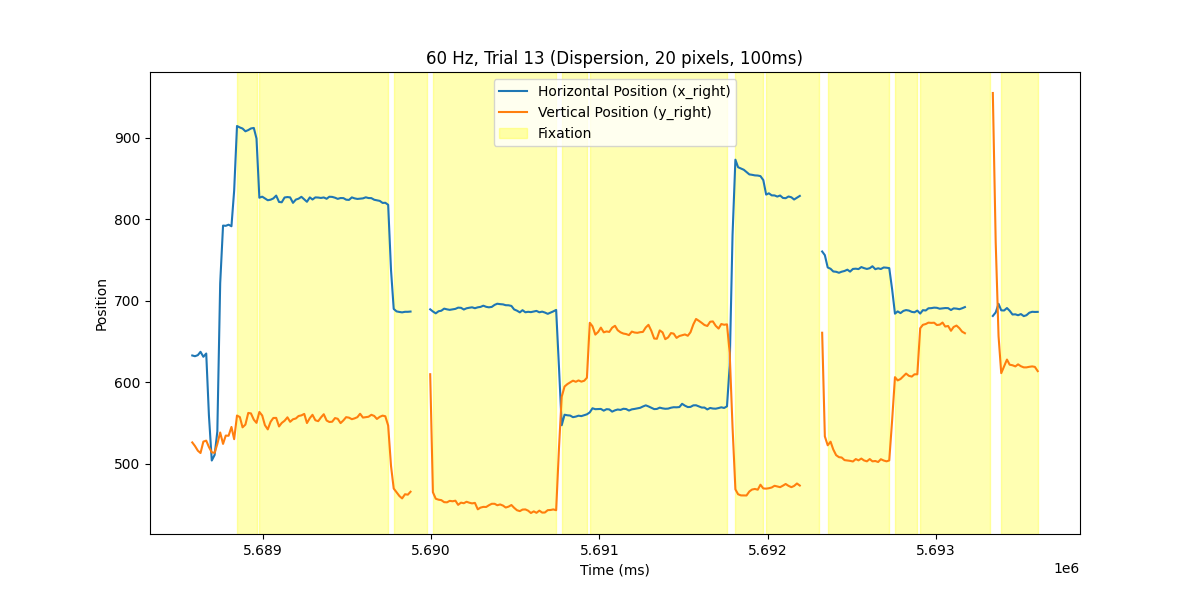 60 Hz, Trial 13 (Dispersion, 20 pixels, 100ms)
Horizontal Position (x_right)
Vertical Position (y_right)
Fixation
Position
900
800
700
600
500
5.689 5.690 5.691 5.692 5.693
Time (ms)
1e6